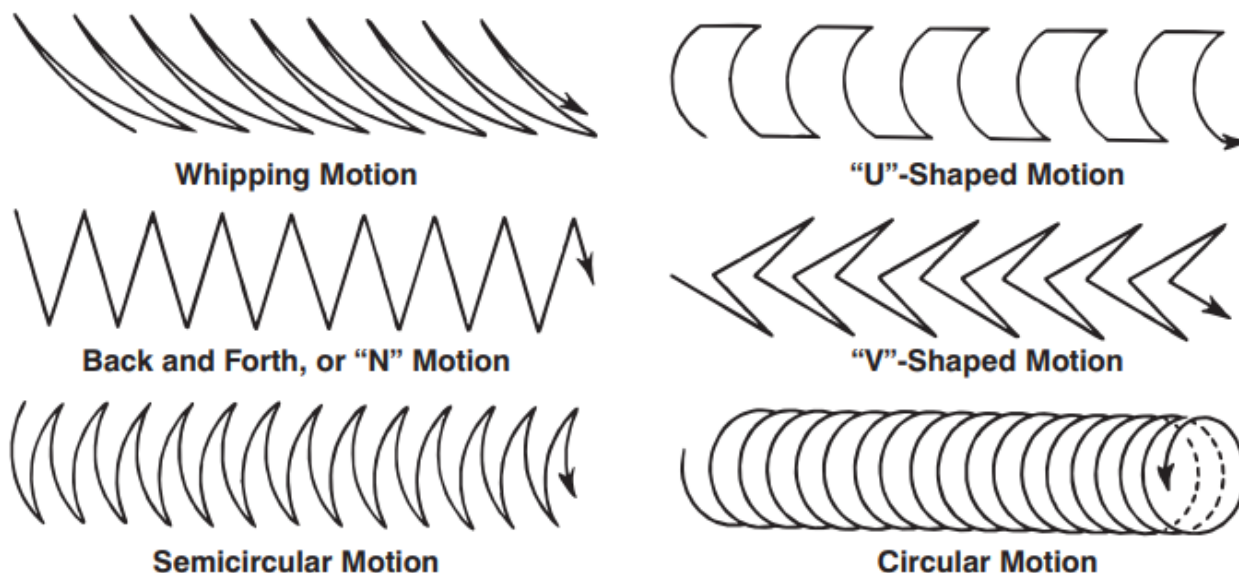 Whipping Motion
“U”-Shaped Motion
Back and Forth, or “N” Motion
“V”-Shaped Motion
Semicircular Motion
Circular Motion